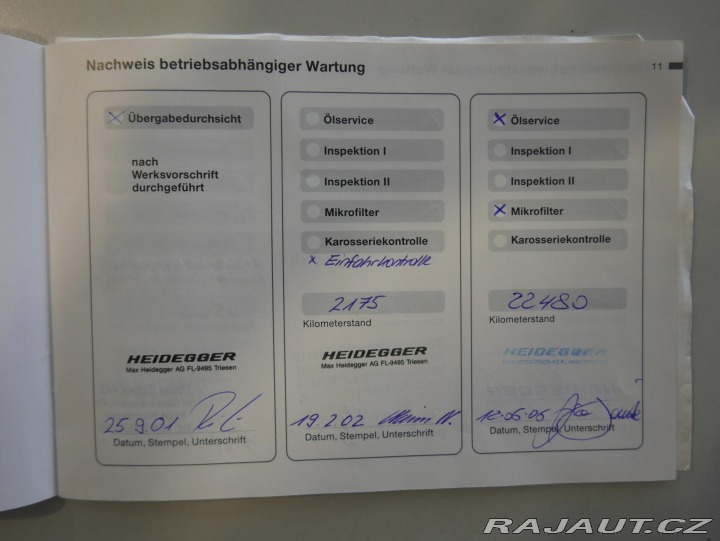 Nachweis betriebsabhängiger Wartung
11
Übergabedurchsicht
nach
Werksvorschrift
durchgeführt
HEIDEGGER
Max Heidegger AG FL-9495 Triesen
25.9.01
Datum, Stempel, Unterschrift
Ölservice
Inspektion I
Inspektion II
Mikrofilter
Karosseriekontrolle
x Einfahrkontrolle
2175
Kilometerstand
HEIDEGGER
Max Heidegger AG FL-9495 Triesen
19.2.02
Datum, Stempel, Unterschrift
Ölservice
Inspektion I
Inspektion II
Mikrofilter
Karosseriekontrolle
22480
Kilometerstand
HEIDEGGER
Datum, Stempel, Unterschrift
RAJAUT.CZ